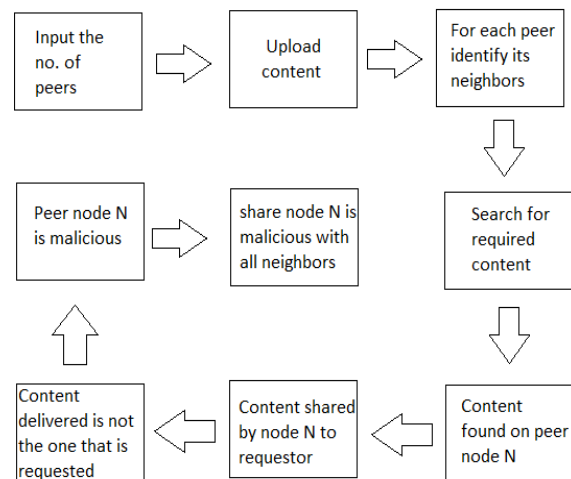 Input the
no. of
peers
Upload
content
For each peer
identify its
neighbors
Peer node N
is malicious
share node N is
malicious with
all neighbors
Search for
required
content
Content
delivered is not
the one that is
requested
Content shared
by node N to
requestor
Content
found on peer
node N